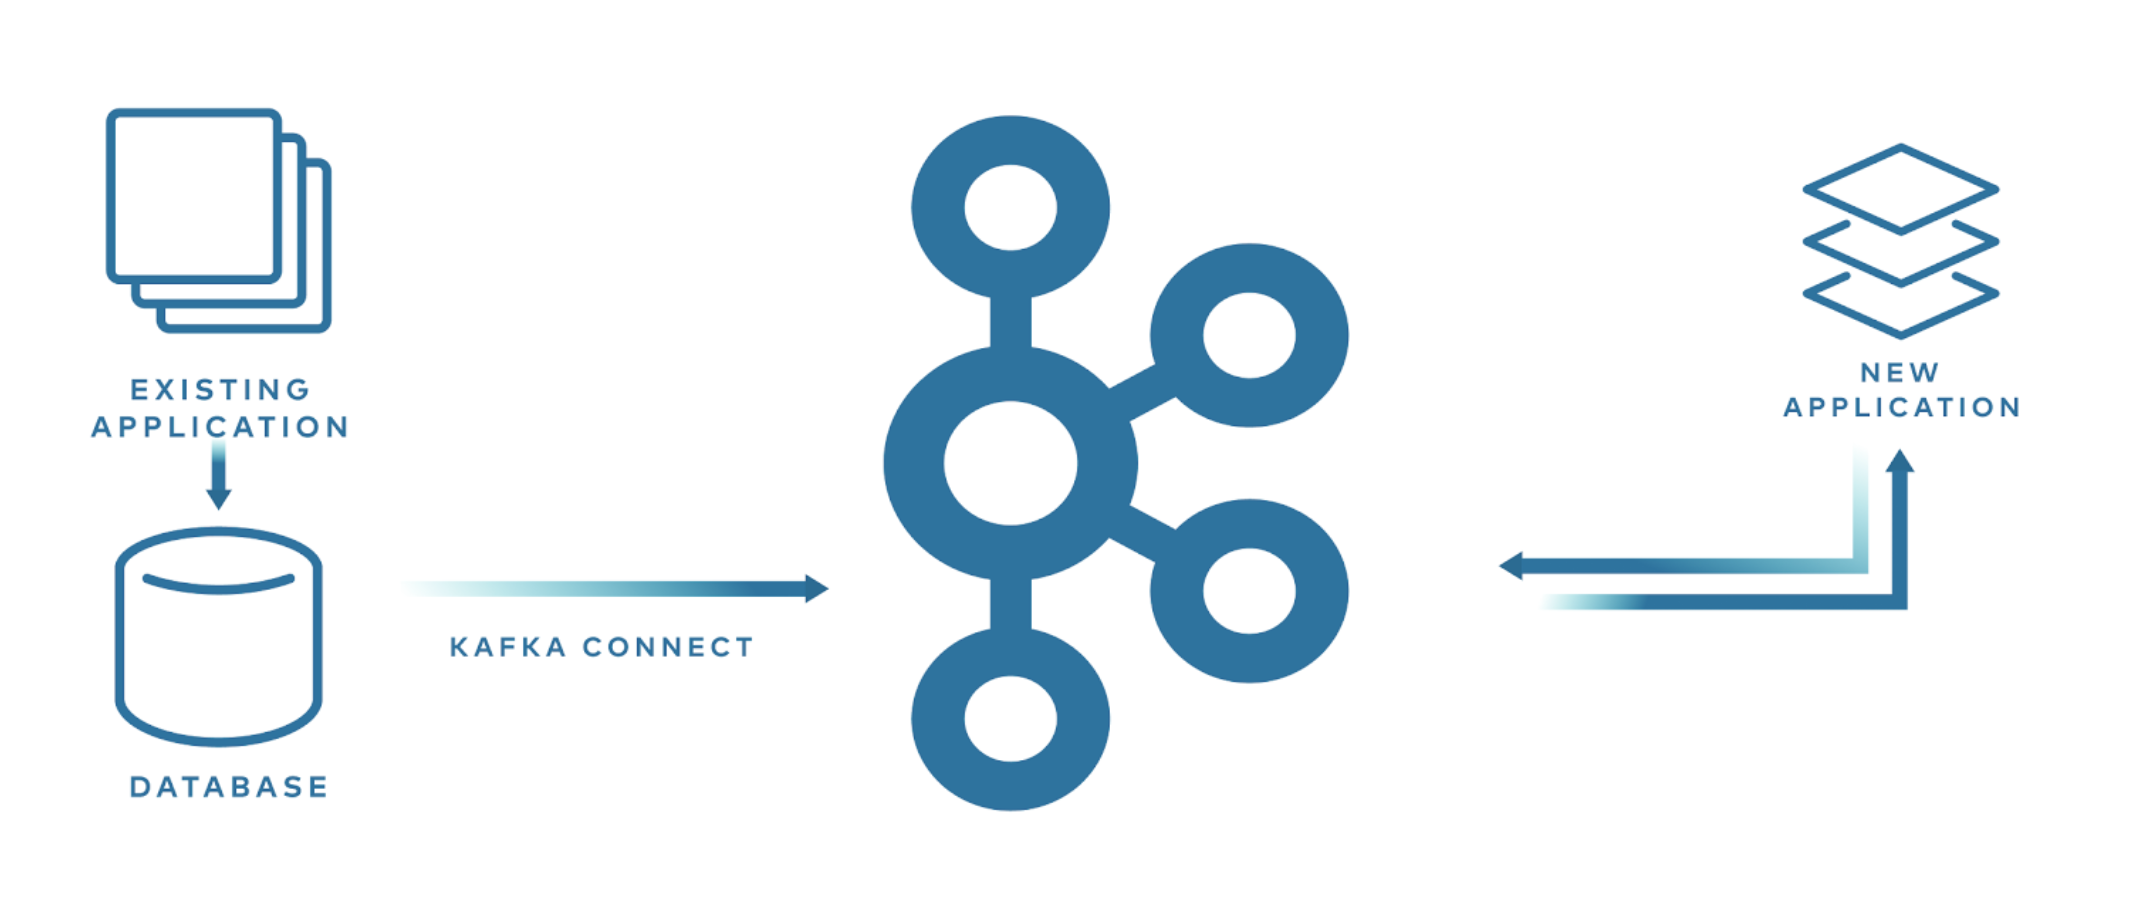 EXISTING
APPLICATION
DATABASE
KAFKA CONNECT
NEW
APPLICATION